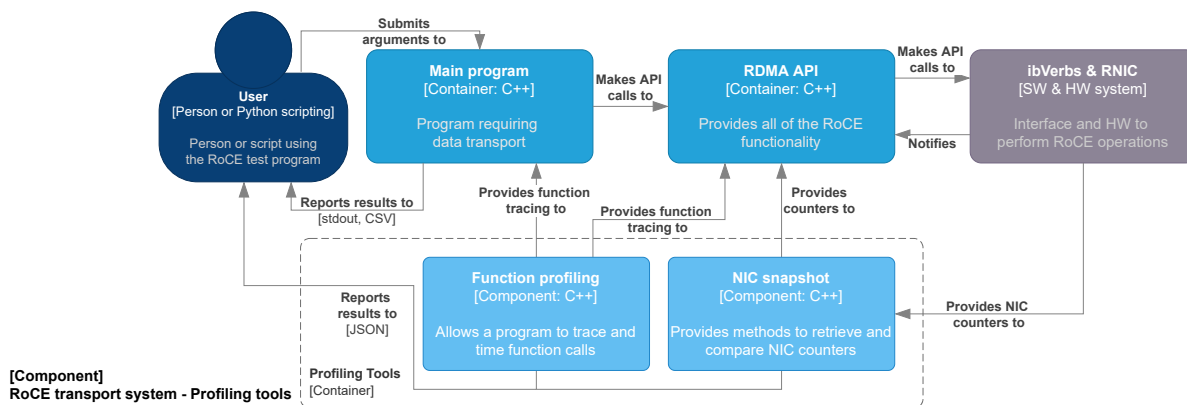 Submits
arguments to
User
[Person or Python scripting]
Person or script using
the RoCE test program
Main program
[Container: C++]
Program requiring
data transport
Makes API
calls to
RDMA API
[Container: C++]
Provides all of the RoCE
functionality
Makes API
calls to
Notifies
ibVerbs & RNIC
[SW & HW system]
Interface and HW to
perform RoCE operations
Reports results to
[stdout, CSV]
Provides function
tracing to
Provides function
tracing to
Provides
counters to
Function profiling
[Component: C++]
Allows a program to trace and
time function calls
NIC snapshot
[Component: C++]
Provides methods to retrieve and
compare NIC counters
Provides NIC
counters to
Reports
results to
[JSON]
Profiling Tools
[Container]
[Component]
RoCE transport system - Profiling tools